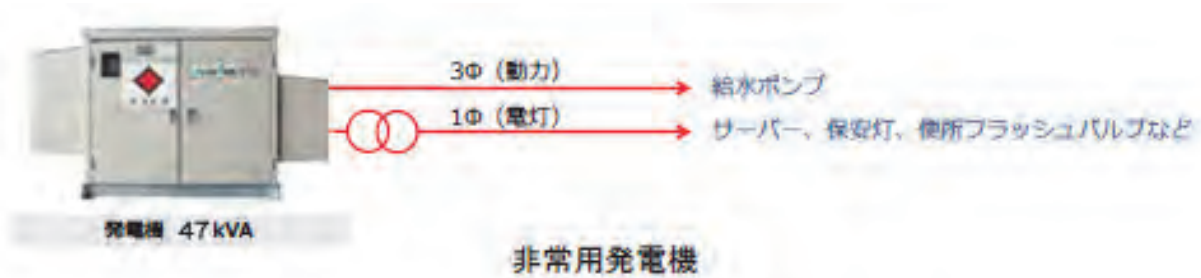 3Φ（動力）
給水ポンプ
1Φ（電灯）
サーバー、保安灯、便所フラッシュバルブなど
発電機 47kVA
非常用発電機